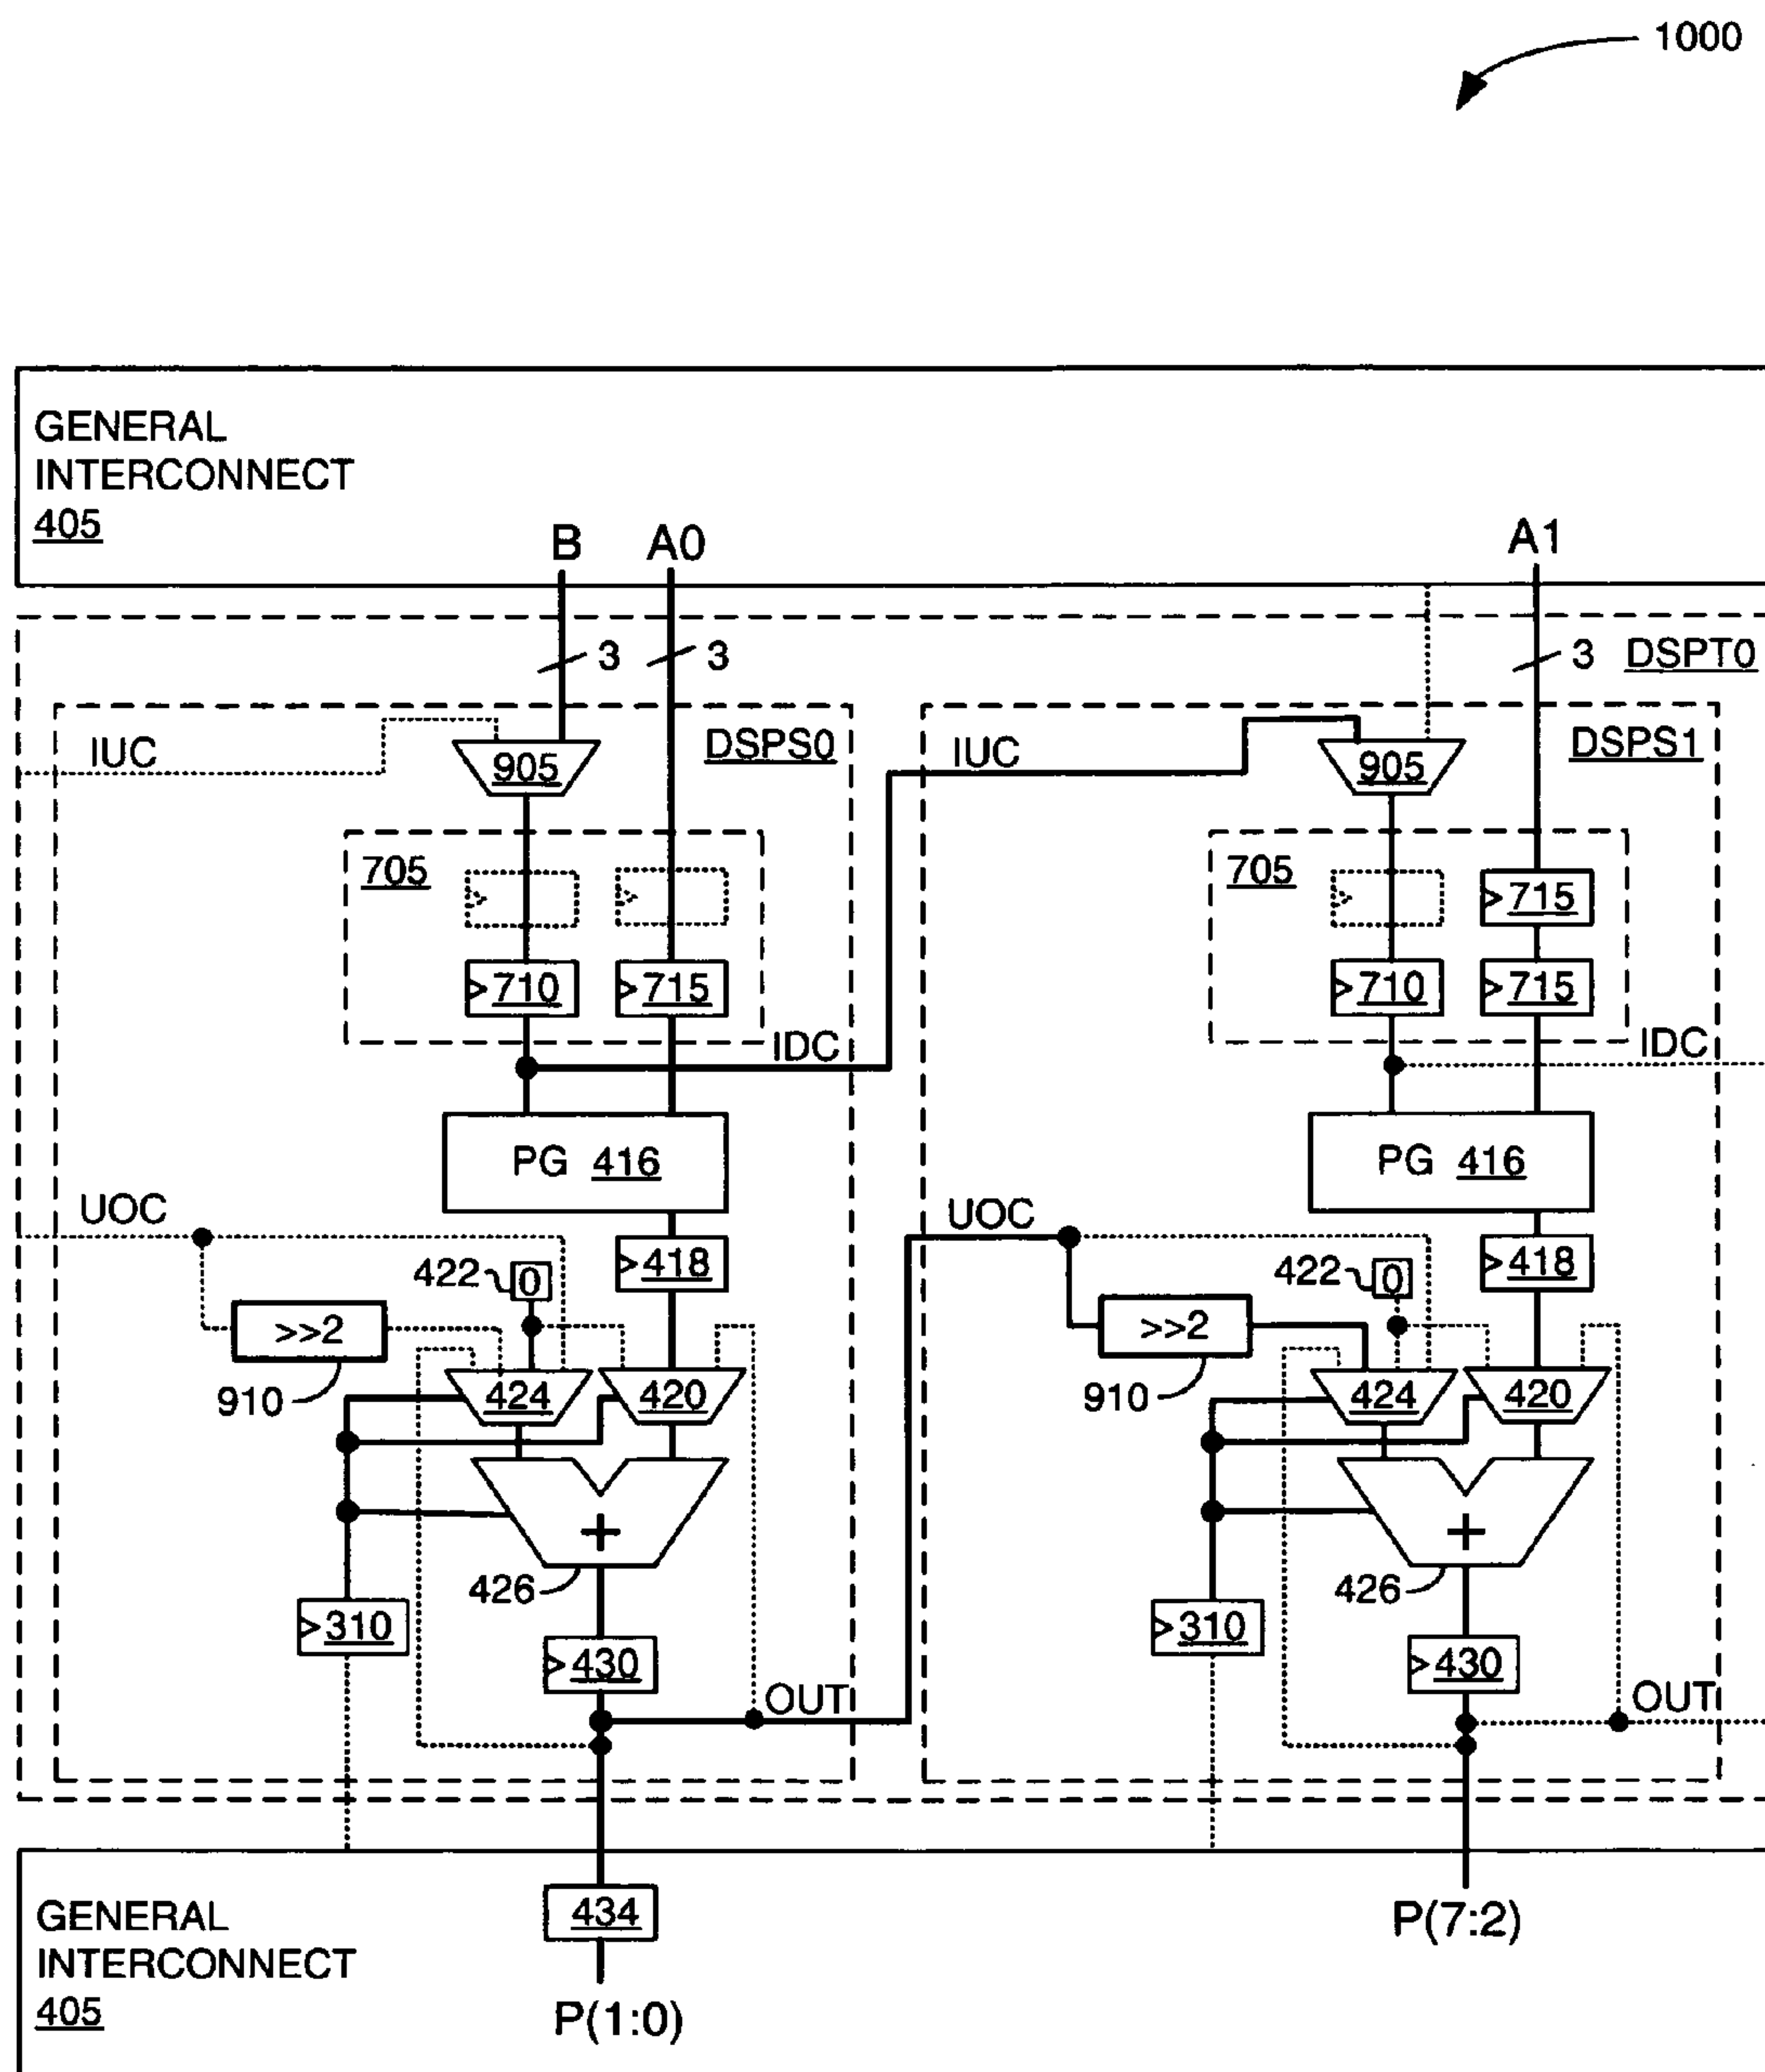 1000
GENERAL
INTERCONNECT
405
B A0 A1
3 3 3 DSPT0
IUC DSPS0 IUC DSPS1
905 905
705 705 715
710 715 710 715
IDC IDC
PG 416 PG 416
UOC UOC
422 0 418 422 0 418
>>2 >>2
910 424 420 910 424 420
+ +
426 426
310 310
430 430
OUT OUT
GENERAL
INTERCONNECT
405
434
P(7:2)
P(1:0)